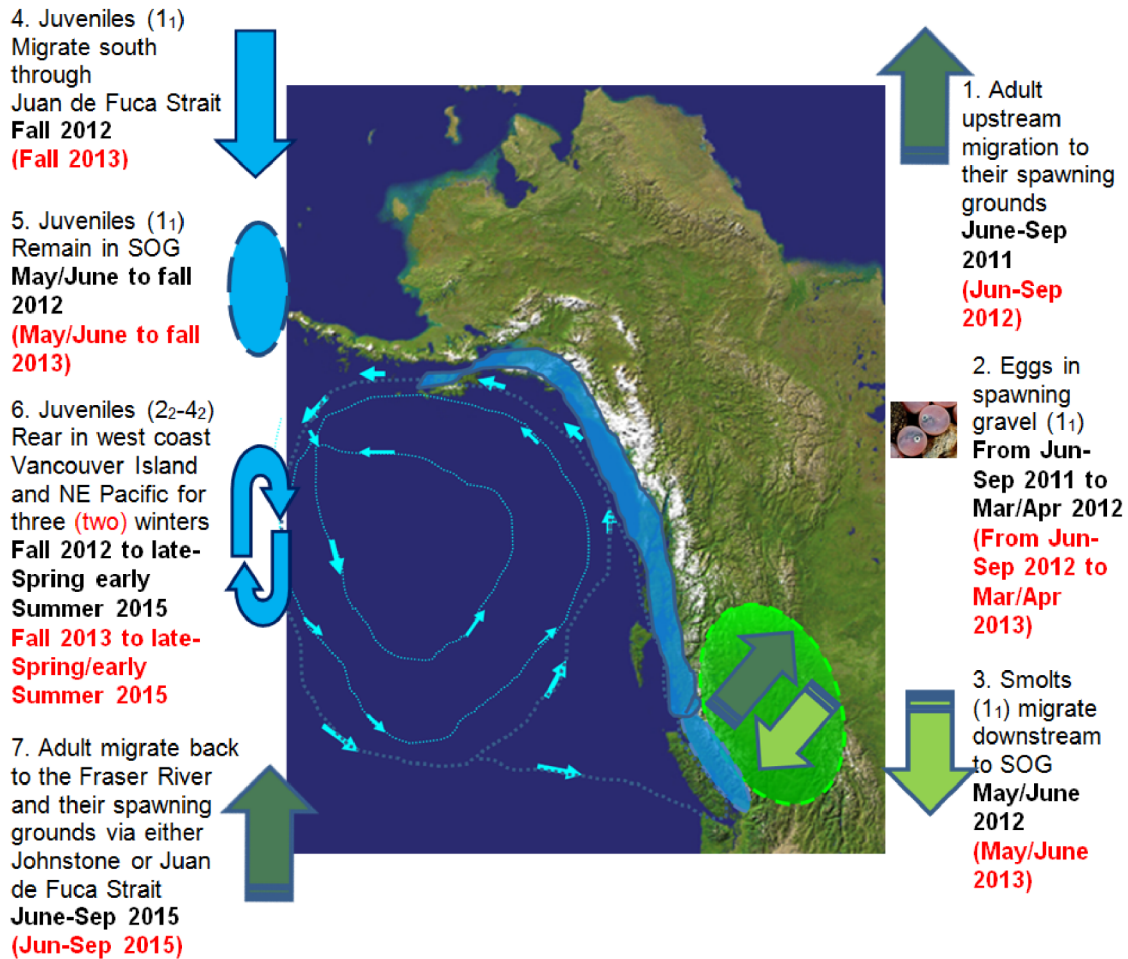 4. Juveniles (1₁)
Migrate south
through
Juan de Fuca Strait
Fall 2012
(Fall 2013)
5. Juveniles (1₁)
Remain in SOG
May/June to fall
2012
(May/June to fall
2013)
6. Juveniles (2₂-4₂)
Rear in west coast
Vancouver Island
and NE Pacific for
three (two) winters
Fall 2012 to late-
Spring early
Summer 2015
Fall 2013 to late-
Spring/early
Summer 2015
7. Adult migrate back
to the Fraser River
and their spawning
grounds via either
Johnstone or Juan
de Fuca Strait
June-Sep 2015
(Jun-Sep 2015)
1. Adult
upstream
migration to
their spawning
grounds
June-Sep
2011
(Jun-Sep
2012)
2. Eggs in
spawning
gravel (1₁)
From Jun-
Sep 2011 to
Mar/Apr 2012
(From Jun-
Sep 2012 to
Mar/Apr
2013)
3. Smolts
(1₁) migrate
downstream
to SOG
May/June
2012
(May/June
2013)